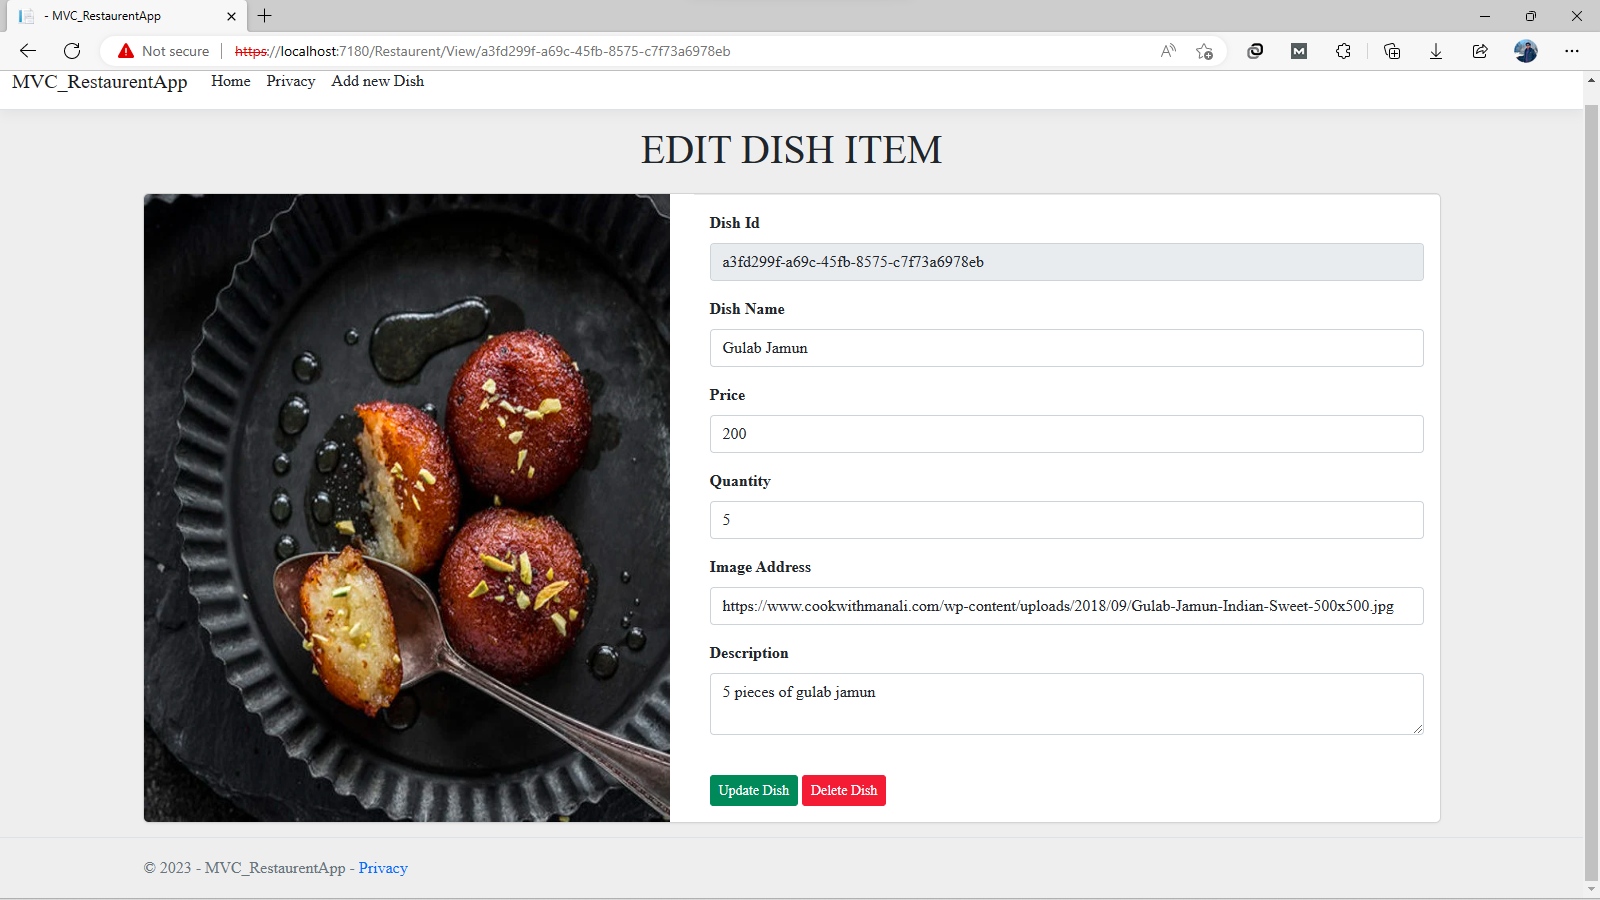 - MVC_RestaurentApp
Not secure https://localhost:7180/Restaurent/View/a3fd299f-a69c-45fb-8575-c7f73a6978eb
M
MVC_RestaurentApp Home Privacy Add new Dish
EDIT DISH ITEM
Dish Id
a3fd299f-a69c-45fb-8575-c7f73a6978eb
Dish Name
Gulab Jamun
Price
200
Quantity
5
Image Address
https://www.cookwithmanali.com/wp-content/uploads/2018/09/Gulab-Jamun-Indian-Sweet-500x500.jpg
Description
5 pieces of gulab jamun
Update Dish Delete Dish
© 2023 - MVC_RestaurentApp - Privacy